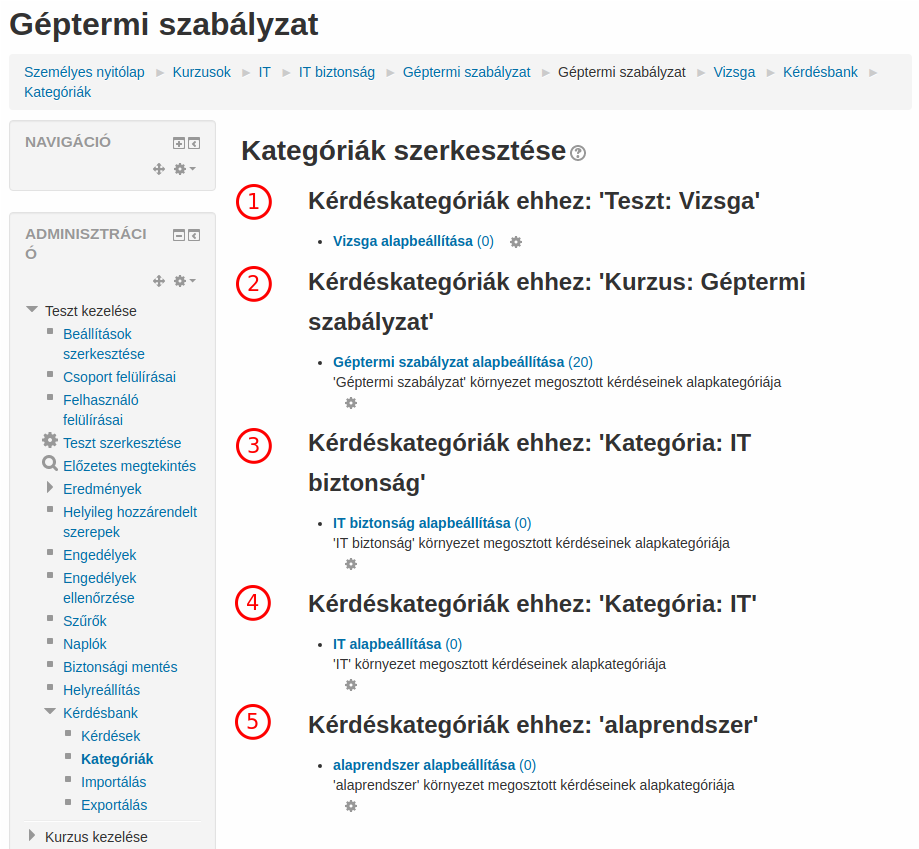 Géptermi szabályzat
Személyes nyitólap ► Kurzusok ► IT ► IT biztonság ► Géptermi szabályzat ► Géptermi szabályzat ► Vizsga ► Kérdésbank ►
Kategóriák
NAVIGÁCIÓ
ADMINISZTRÁCI
Ó
Teszt kezelése
Beállítások
szerkesztése
Csoport felülírásai
Felhasználó
felülírásai
Teszt szerkesztése
Előzetes megtekintés
Eredmények
Helyileg hozzárendelt
szerepek
Engedélyek
Engedélyek
ellenőrzése
Szűrők
Naplók
Biztonsági mentés
Helyreállítás
Kérdésbank
Kérdések
Kategóriák
Importálás
Exportálás
Kurzus kezelése
Kategóriák szerkesztése
1 Kérdéskategóriák ehhez: 'Teszt: Vizsga'
• Vizsga alapbeállítása (0)
2 Kérdéskategóriák ehhez: 'Kurzus: Géptermi
szabályzat'
• Géptermi szabályzat alapbeállítása (20)
'Géptermi szabályzat' környezet megosztott kérdéseinek alapkategóriája
3 Kérdéskategóriák ehhez: 'Kategória: IT
biztonság'
• IT biztonság alapbeállítása (0)
'IT biztonság' környezet megosztott kérdéseinek alapkategóriája
4 Kérdéskategóriák ehhez: 'Kategória: IT'
• IT alapbeállítása (0)
'IT' környezet megosztott kérdéseinek alapkategóriája
5 Kérdéskategóriák ehhez: 'alaprendszer'
• alaprendszer alapbeállítása (0)
'alaprendszer' környezet megosztott kérdéseinek alapkategóriája